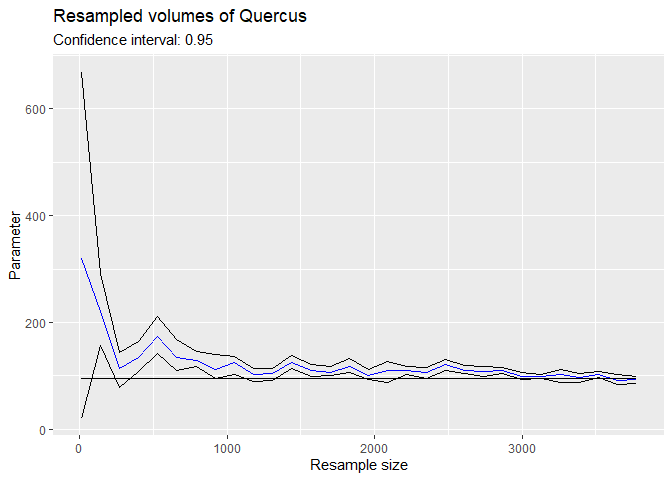 Resampled volumes of Quercus
Confidence interval: 0.95
Parameter
600
400
200
0
0 1000 2000 3000
Resample size